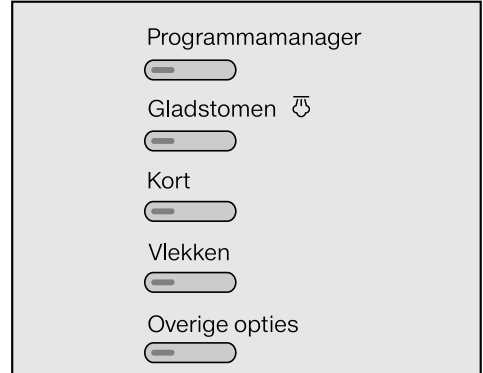 Programmamanager
Gladstomen
Kort
Vlekken
Overige opties